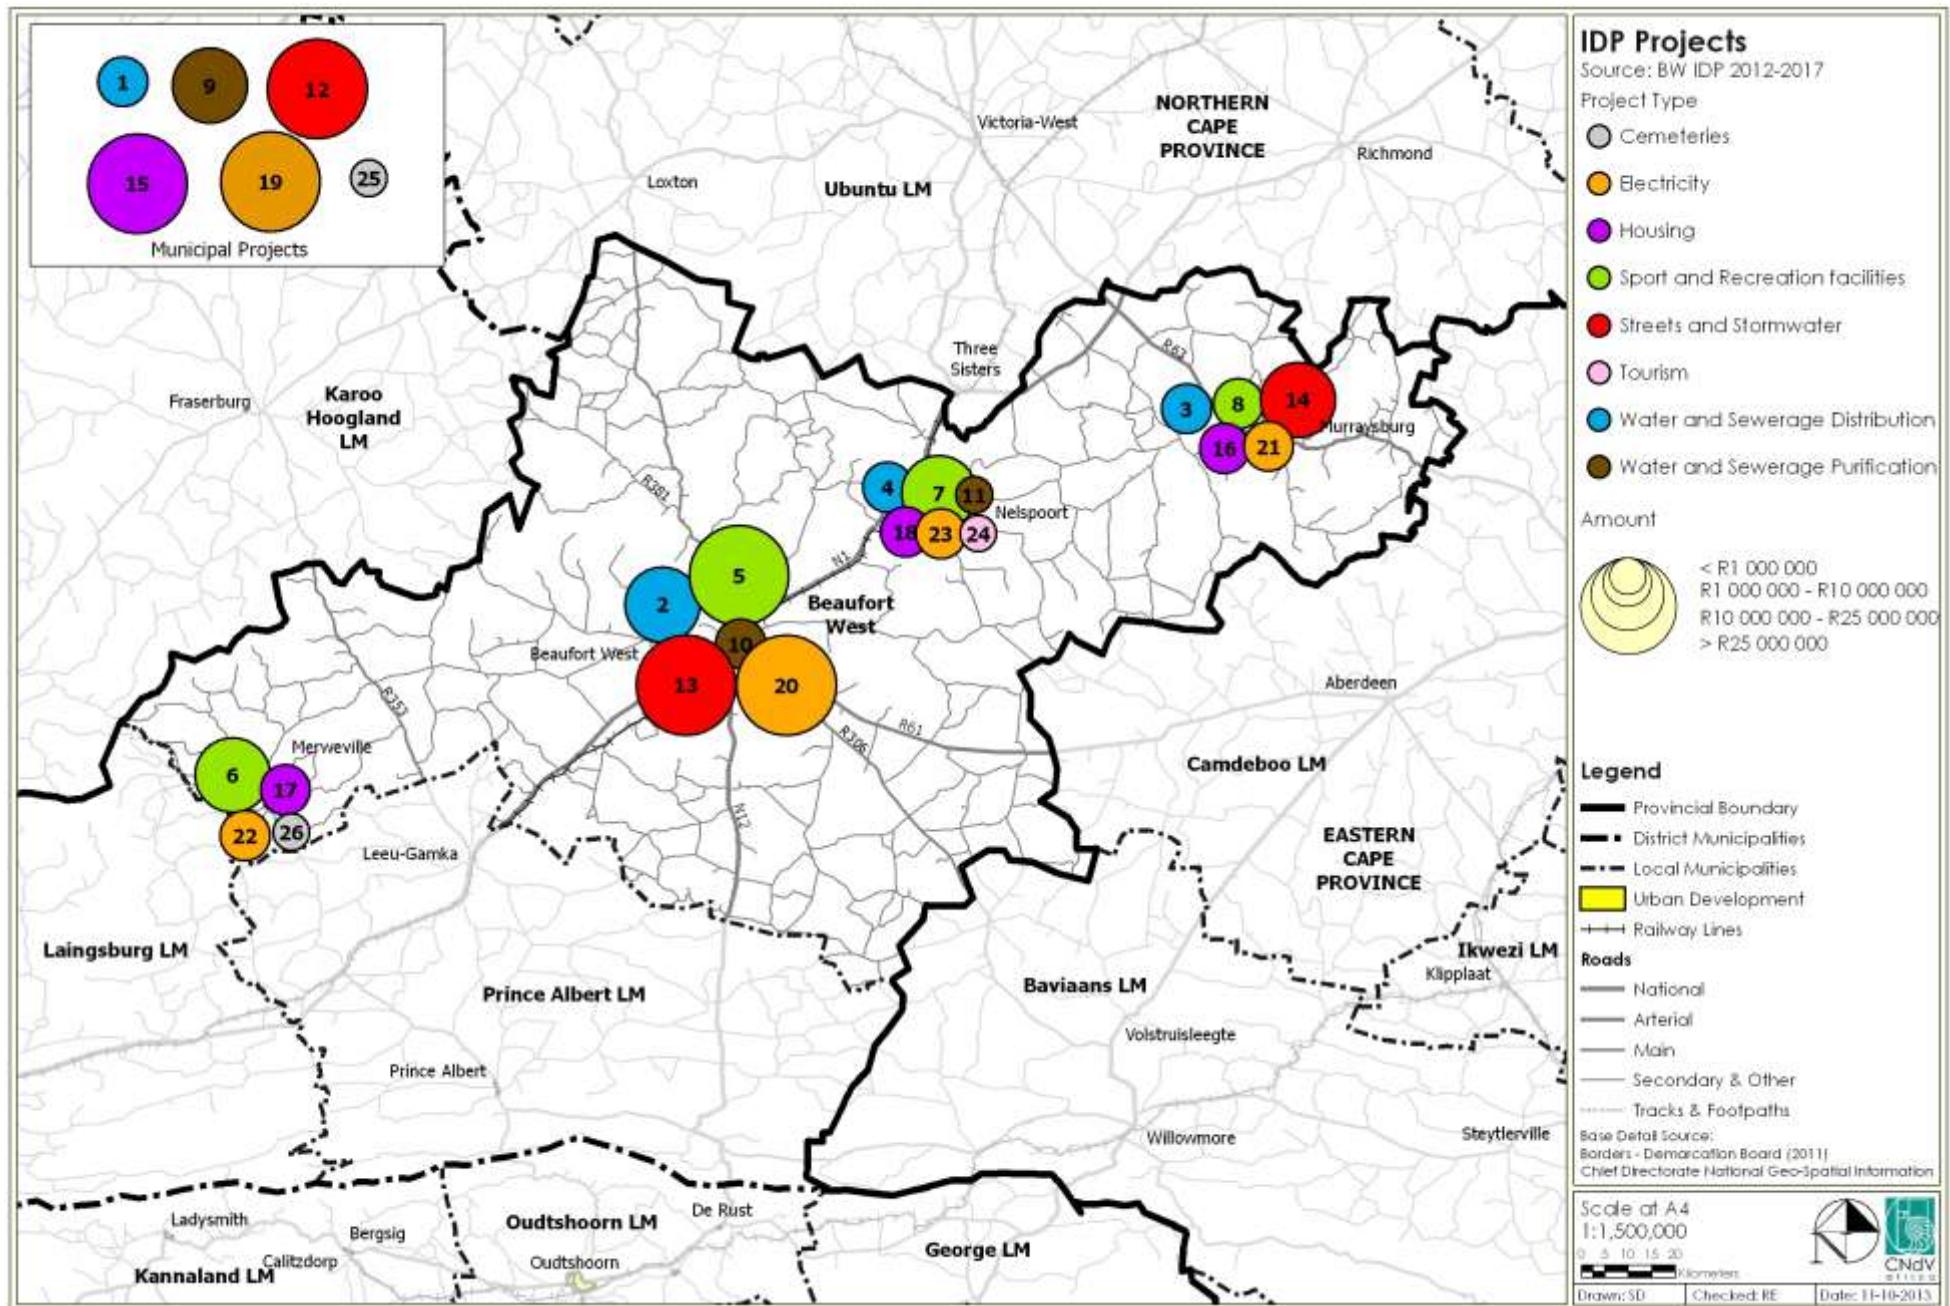 1
9
12
15
19
25
Municipal Projects
NORTHERN
CAPE
PROVINCE
Victoria-West
Richmond
Loxton
Ubuntu LM
Three
Sisters
R63
Fraserburg
Karoo
Hoogland
LM
3
8
14
Murraysburg
16
21
R381
4
7
11
Nelspoort
18
23
24
N1
5
2
Beaufort
West
10
Beaufort West
13
20
Aberdeen
R353
R61
R306
Merweville
6
17
22
26
Camdeboo LM
N12
Leeu-Gamka
EASTERN
CAPE
PROVINCE
Laingsburg LM
Ikwezi LM
Klipplaat
Prince Albert LM
Baviaans LM
Volstruisleegte
Prince Albert
Willowmore
Steytlerville
Ladysmith
De Rust
Oudtshoorn LM
Bergsig
George LM
Calitzdorp
Oudtshoorn
Kannaland LM
IDP Projects
Source: BW IDP 2012-2017
Project Type
Cemeteries
Electricity
Housing
Sport and Recreation facilities
Streets and Stormwater
Tourism
Water and Sewerage Distribution
Water and Sewerage Purification
Amount
< R1 000 000
R1 000 000 - R10 000 000
R10 000 000 - R25 000 000
> R25 000 000
Legend
Provincial Boundary
District Municipalities
Local Municipalities
Urban Development
Railway Lines
Roads
National
Arterial
Main
Secondary & Other
Tracks & Footpaths
Base Detail Source:
Borders - Demarcation Board (2011)
Chief Directorate National Geo-Spatial Information
Scale at A4
1:1,500,000
0 5 10 15 20
Kilometers
CNdV
africa
Drawn: SD
Checked: RE
Date: 11-10-2013